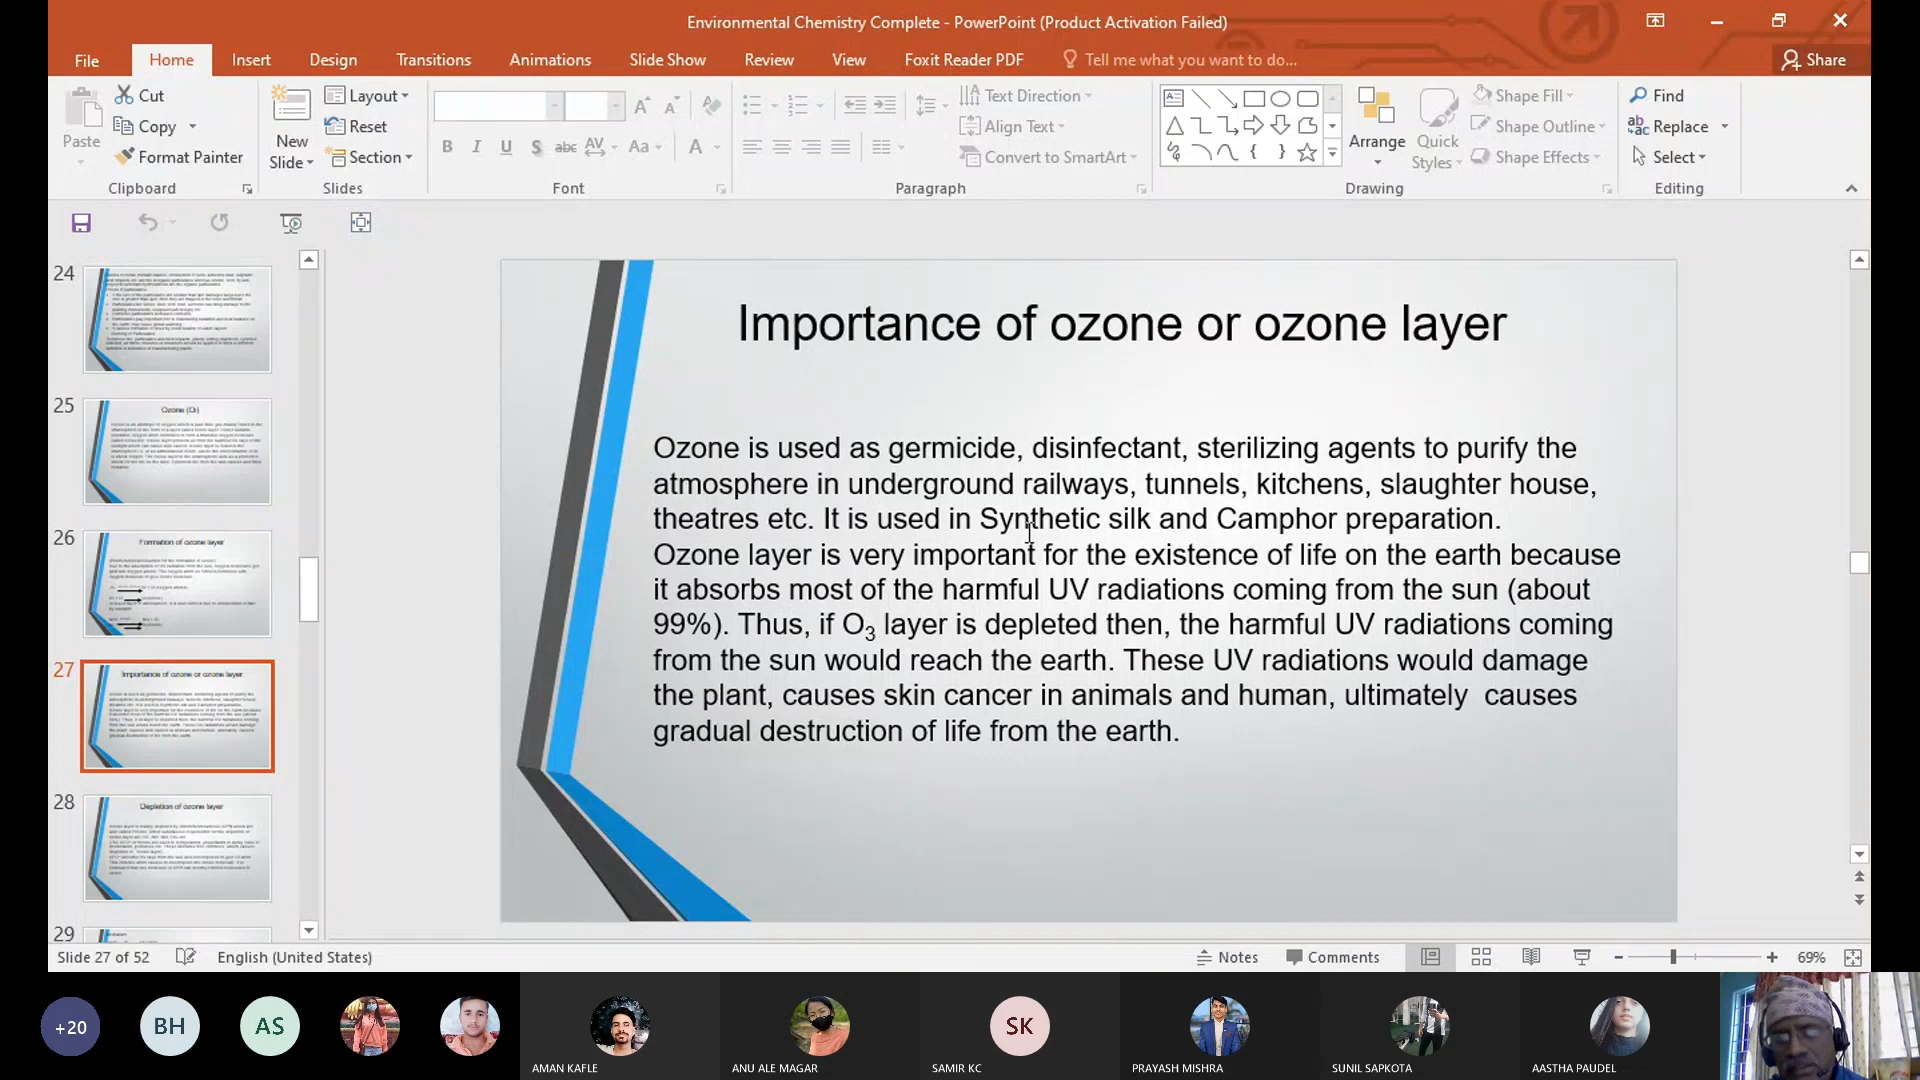 Environmental Chemistry Complete - PowerPoint (Product Activation Failed)
File Home Insert Design Transitions Animations Slide Show Review View Foxit Reader PDF Tell me what you want to do... Share
Cut
Copy
Format Painter
Paste
Clipboard
New
Slide
Layout
Reset
Section
Slides
Font
Text Direction
Align Text
Convert to SmartArt
Paragraph
Arrange
Quick
Styles
Shape Fill
Shape Outline
Shape Effects
Drawing
Find
Replace
Select
Editing
24
25
Ozone (O₃)
26
Formation of ozone layer
27
Importance of ozone or ozone layer
28
Depletion of ozone layer
29
Importance of ozone or ozone layer
Ozone is used as germicide, disinfectant, sterilizing agents to purify the
atmosphere in underground railways, tunnels, kitchens, slaughter house,
theatres etc. It is used in Synthetic silk and Camphor preparation.
Ozone layer is very important for the existence of life on the earth because
it absorbs most of the harmful UV radiations coming from the sun (about
99%). Thus, if O₃ layer is depleted then, the harmful UV radiations coming
from the sun would reach the earth. These UV radiations would damage
the plant, causes skin cancer in animals and human, ultimately causes
gradual destruction of life from the earth.
Slide 27 of 52 English (United States) Notes Comments 69%
+20 BH AS SK
AMAN KAFLE ANU ALE MAGAR SAMIR KC PRAYASH MISHRA SUNIL SAPKOTA AASTHA PAUDEL